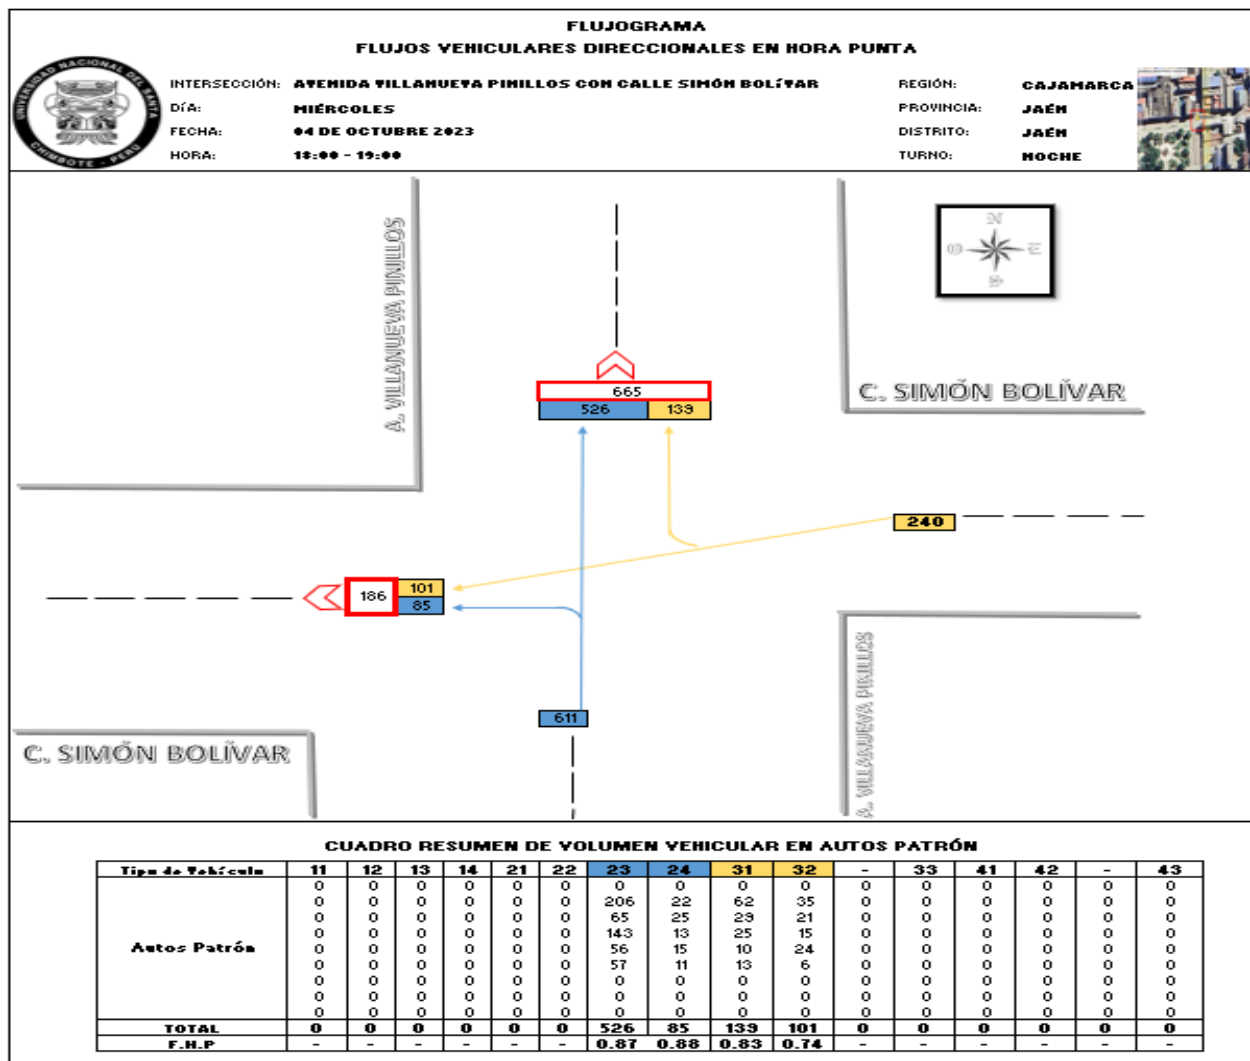 FLUJOGRAMA
FLUJOS VEHICULARES DIRECCIONALES EN HORA PUNTA
UNIVERSIDAD NACIONAL DEL SANTA
CHIMBOTE - PERÚ
INTERSECCIÓN: AVENIDA VILLANUEVA PINILLOS CON CALLE SIMÓN BOLÍVAR
DÍA: MIÉRCOLES
FECHA: 04 DE OCTUBRE 2023
HORA: 18:00 - 19:00
REGIÓN: CAJAMARCA
PROVINCIA: JAÉN
DISTRITO: JAÉN
TURNO: NOCHE
A. VILLANUEVA PINILLOS
N
O E
S
665
526 139
C. SIMÓN BOLÍVAR
240
186 101
85
611
C. SIMÓN BOLÍVAR
A. VILLANUEVA PINILLOS
CUADRO RESUMEN DE VOLUMEN VEHICULAR EN AUTOS PATRÓN
Tipo de Vehículo 11 12 13 14 21 22 23 24 31 32 - 33 41 42 - 43
Autos Patrón
0 0 0 0 0 0 0 0 0 0 0 0 0 0 0 0
0 0 0 0 0 0 206 22 62 35 0 0 0 0 0 0
0 0 0 0 0 0 65 25 29 21 0 0 0 0 0 0
0 0 0 0 0 0 143 13 25 15 0 0 0 0 0 0
0 0 0 0 0 0 56 15 10 24 0 0 0 0 0 0
0 0 0 0 0 0 57 11 13 6 0 0 0 0 0 0
0 0 0 0 0 0 0 0 0 0 0 0 0 0 0 0
0 0 0 0 0 0 0 0 0 0 0 0 0 0 0 0
0 0 0 0 0 0 0 0 0 0 0 0 0 0 0 0
TOTAL 0 0 0 0 0 0 526 85 139 101 0 0 0 0 0 0
F.H.P - - - - - - 0.87 0.88 0.83 0.74 - - - - - -